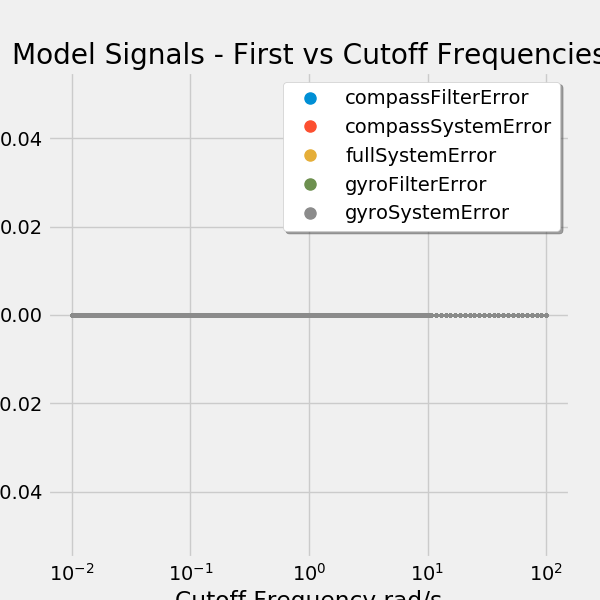 Model Signals - First vs Cutoff Frequencies
compassFilterError
compassSystemError
fullSystemError
gyroFilterError
gyroSystemError
0.04
0.02
0.00
0.02
0.04
10⁻² 10⁻¹ 10⁰ 10¹ 10²
Cutoff Frequency rad/s